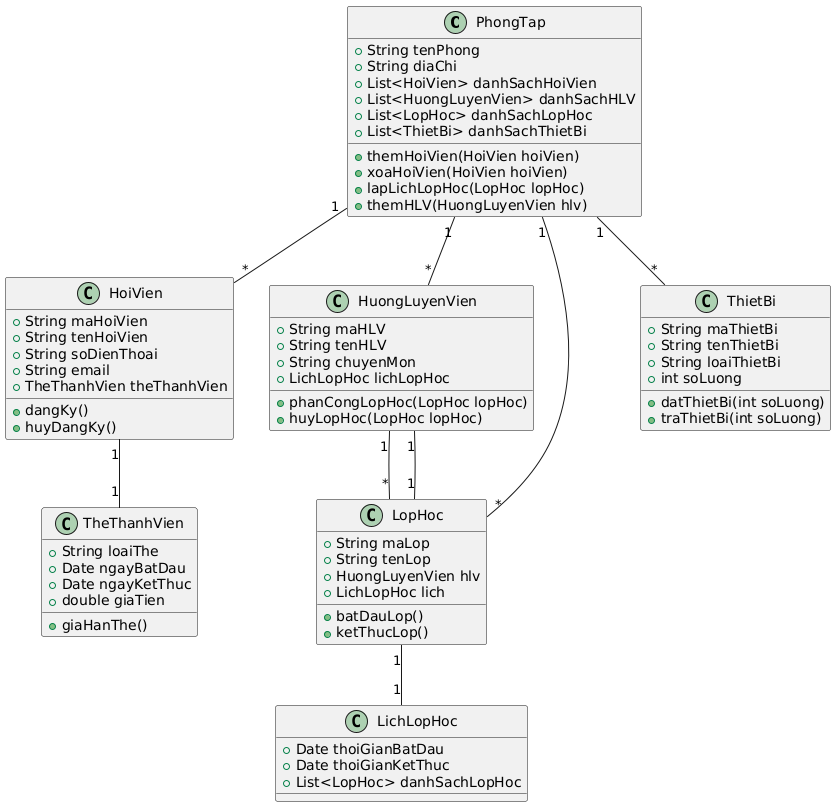 C PhongTap
String tenPhong
String diaChi
List<HoiVien> danhSachHoiVien
List<HuongLuyenVien> danhSachHLV
List<LopHoc> danhSachLopHoc
List<ThietBi> danhSachThietBi
themHoiVien(HoiVien hoiVien)
xoaHoiVien(HoiVien hoiVien)
lapLichLopHoc(LopHoc lopHoc)
themHLV(HuongLuyenVien hlv)
1
1
1
1
*
*
*
C HoiVien
String maHoiVien
String tenHoiVien
String soDienThoai
String email
TheThanhVien theThanhVien
dangKy()
huyDangKy()
C HuongLuyenVien
String maHLV
String tenHLV
String chuyenMon
LichLopHoc lichLopHoc
phanCongLopHoc(LopHoc lopHoc)
huyLopHoc(LopHoc lopHoc)
C ThietBi
String maThietBi
String tenThietBi
String loaiThietBi
int soLuong
datThietBi(int soLuong)
traThietBi(int soLuong)
1
1
1
1
*
1
*
C TheThanhVien
String loaiThe
Date ngayBatDau
Date ngayKetThuc
double giaTien
giaHanThe()
C LopHoc
String maLop
String tenLop
HuongLuyenVien hlv
LichLopHoc lich
batDauLop()
ketThucLop()
1
1
C LichLopHoc
Date thoiGianBatDau
Date thoiGianKetThuc
List<LopHoc> danhSachLopHoc